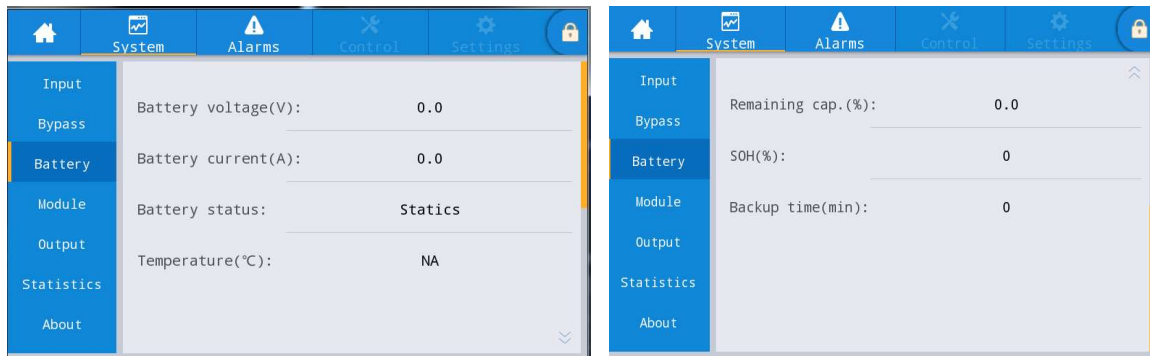 System Alarms Control Settings
Input
Bypass
Battery
Module
Output
Statistics
About
Battery voltage(V): 0.0
Battery current(A): 0.0
Battery status: Statics
Temperature(℃): NA
System Alarms Control Settings
Input
Bypass
Battery
Module
Output
Statistics
About
Remaining cap.(%): 0.0
SOH(%): 0
Backup time(min): 0